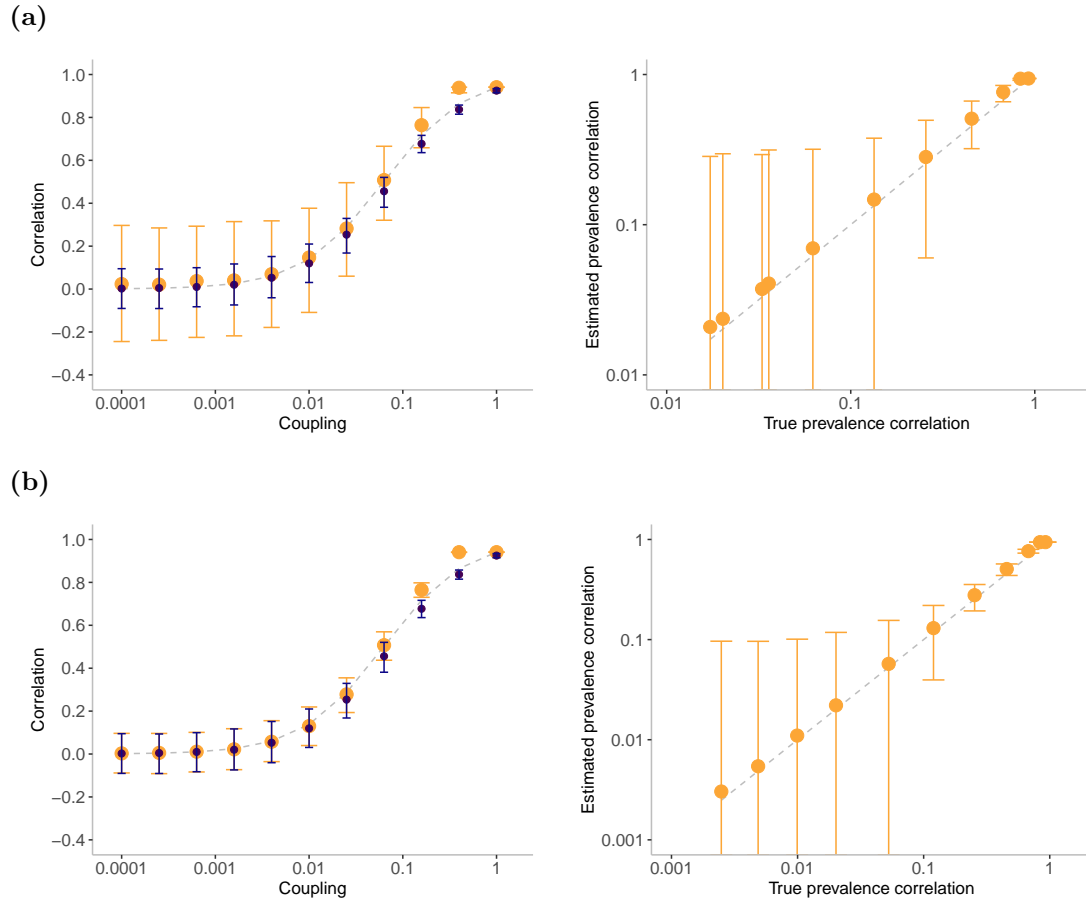 (a)
1.0
0.8
0.6
0.4
0.2
0.0
−0.2
−0.4
Correlation
0.0001 0.001 0.01 0.1 1
Coupling
1
0.1
0.01
Estimated prevalence correlation
0.01 0.1 1
True prevalence correlation
(b)
1.0
0.8
0.6
0.4
0.2
0.0
−0.2
−0.4
Correlation
0.0001 0.001 0.01 0.1 1
Coupling
1
0.1
0.01
0.001
Estimated prevalence correlation
0.001 0.01 0.1 1
True prevalence correlation